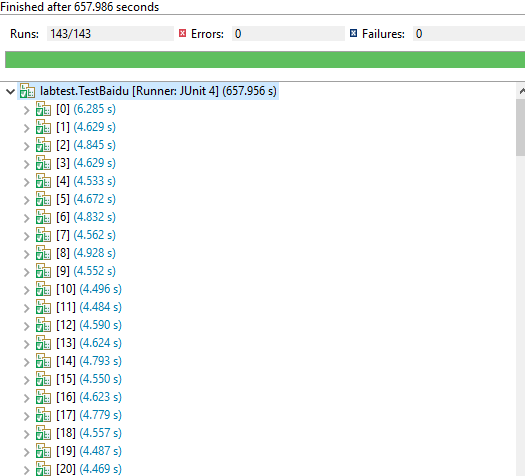 Finished after 657.986 seconds
Runs: 143/143 Errors: 0 Failures: 0
labtest.TestBaidu [Runner: JUnit 4] (657.956 s)
[0] (6.285 s)
[1] (4.629 s)
[2] (4.845 s)
[3] (4.629 s)
[4] (4.533 s)
[5] (4.672 s)
[6] (4.832 s)
[7] (4.562 s)
[8] (4.928 s)
[9] (4.552 s)
[10] (4.496 s)
[11] (4.484 s)
[12] (4.590 s)
[13] (4.624 s)
[14] (4.793 s)
[15] (4.550 s)
[16] (4.623 s)
[17] (4.779 s)
[18] (4.557 s)
[19] (4.487 s)
[20] (4.469 s)